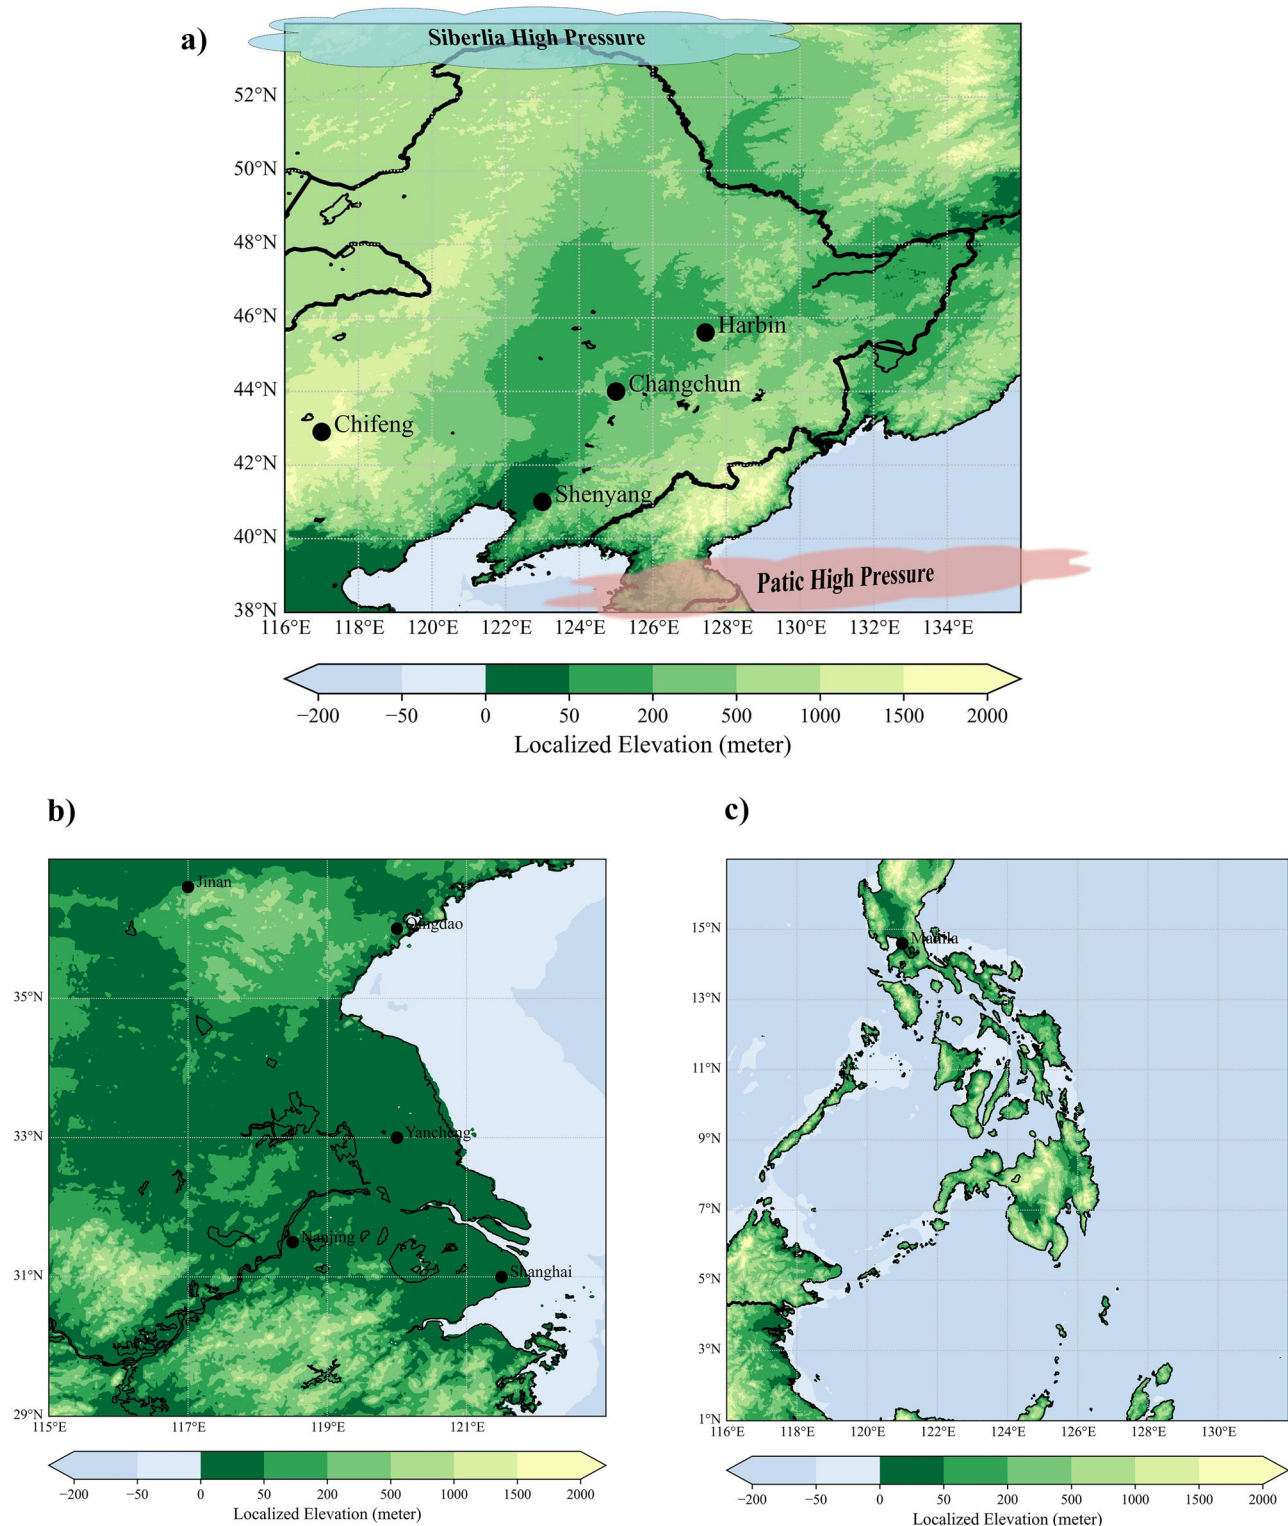 a)
Siberlia High Pressure
52°N
50°N
48°N
46°N
44°N
42°N
40°N
38°N
Harbin
Changchun
Chifeng
Shenyang
Patic High Pressure
116°E 118°E 120°E 122°E 124°E 126°E 128°E 130°E 132°E 134°E
−200 −50 0 50 200 500 1000 1500 2000
Localized Elevation (meter)
b)
Jinan
Qingdao
35°N
33°N
Yancheng
Nanjing
31°N
Shanghai
29°N
115°E 117°E 119°E 121°E
−200 −50 0 50 200 500 1000 1500 2000
Localized Elevation (meter)
c)
15°N
Manila
13°N
11°N
9°N
7°N
5°N
3°N
1°N
116°E 118°E 120°E 122°E 124°E 126°E 128°E 130°E
−200 −50 0 50 200 500 1000 1500 2000
Localized Elevation (meter)